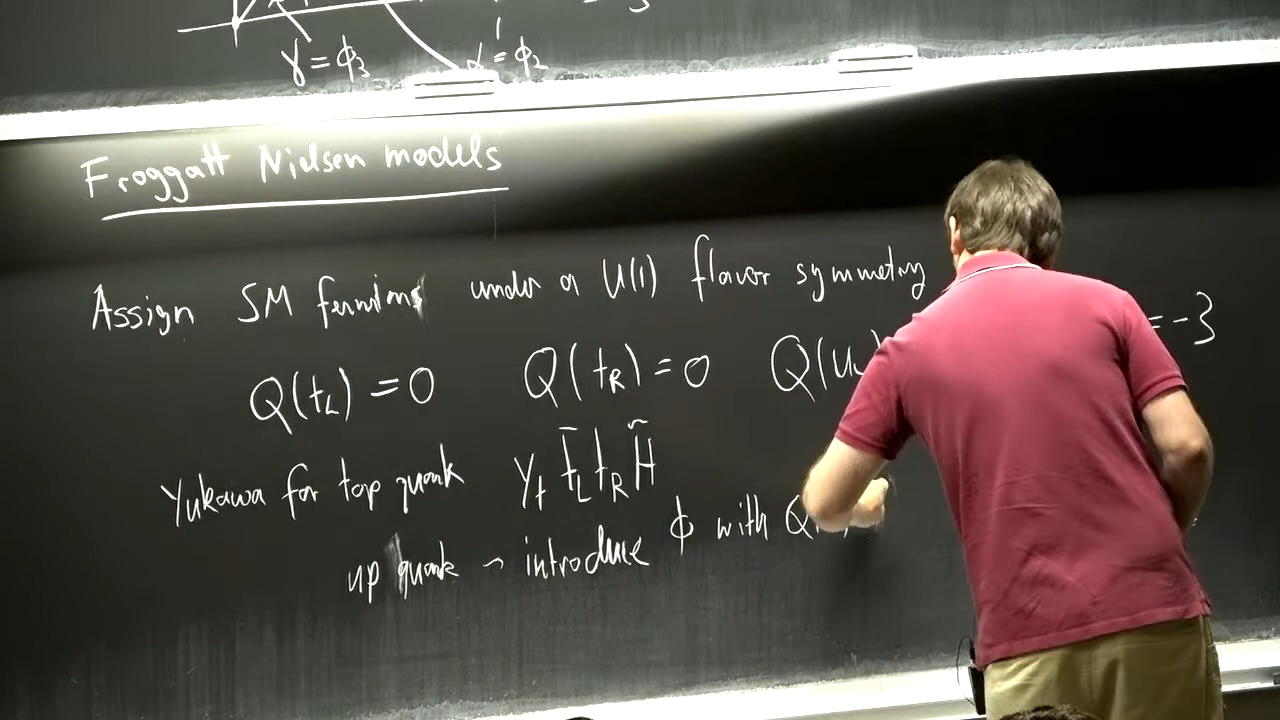 γ = ϕ₃ α = ϕ₂
Froggatt Nielsen models
Assign SM fermions under a U(1) flavor symmetry
Q(t_L) = 0 Q(t_R) = 0 Q(u_L) = -3
Yukawa for top quark y_t t̄_L t_R H̃
up quark ~ introduce ϕ with Q